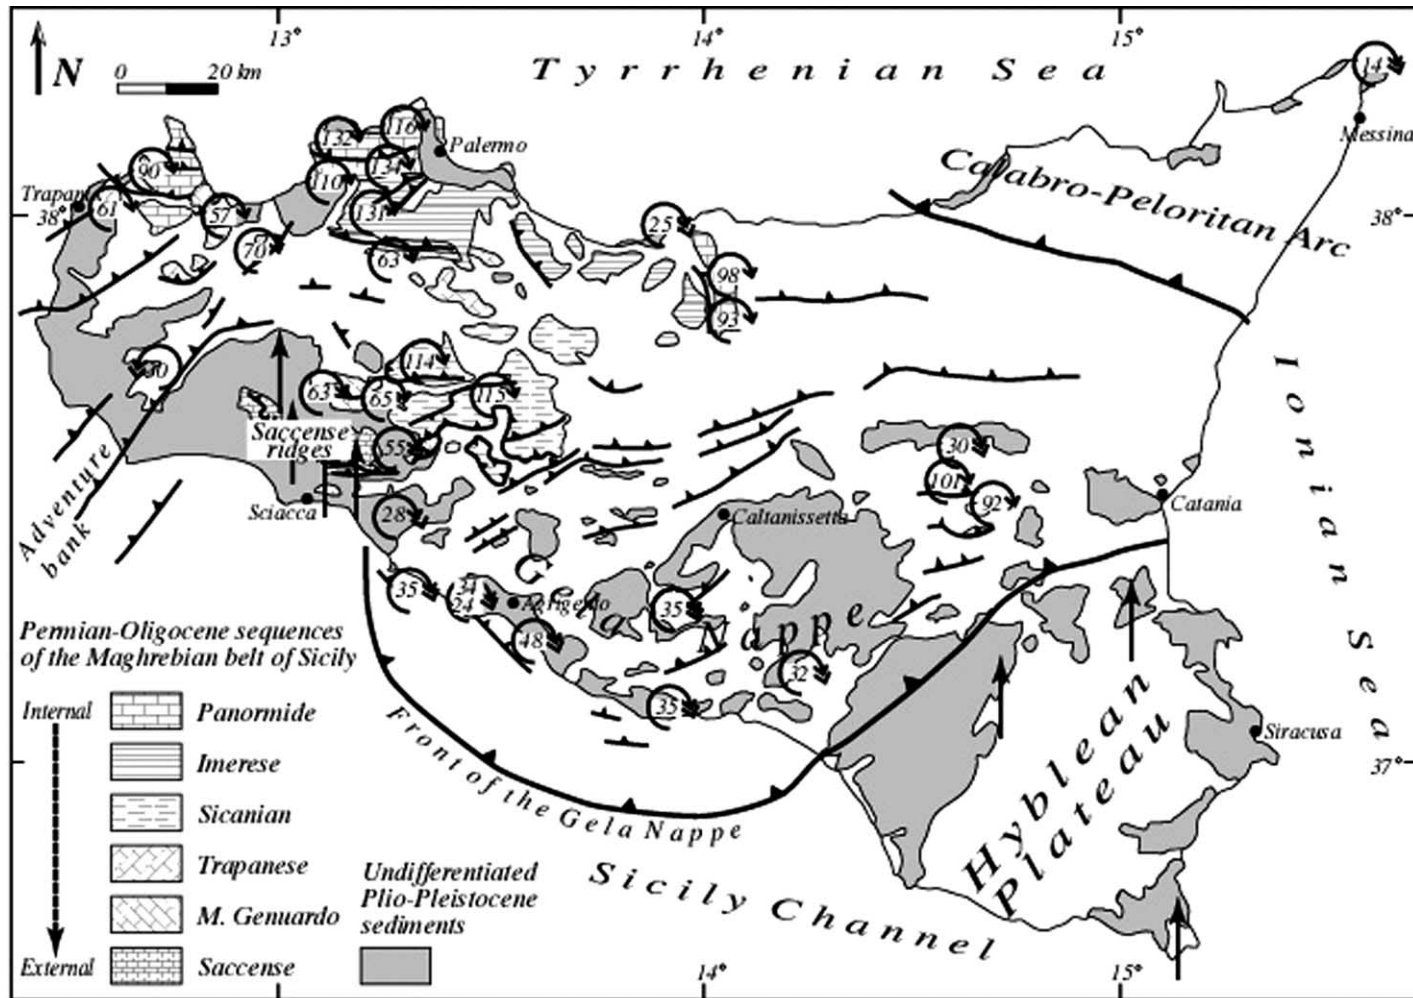 13°
14°
15°
N
0 20 km
Tyrrhenian Sea
14
Messina
116
132
Palermo
134
90
110
Calabro-Peloritan Arc
Trapani
38°
61
57
131
25
38°
70
63
98
93
Ionian Sea
30
114
63
65
115
Saccense
ridges
55
30
101
92
Adventure
bank
Sciacca
28
Caltanissetta
Catania
35
34
24
Agrigento
35
Gela Nappe
48
32
35
Permian-Oligocene sequences
of the Maghrebian belt of Sicily
Internal
Panormide
Imerese
Sicanian
Trapanese
M. Genuardo
Saccense
External
Undifferentiated
Plio-Pleistocene
sediments
Front of the Gela Nappe
Hyblean
Plateau
Siracusa
37°
Sicily Channel
14°
15°